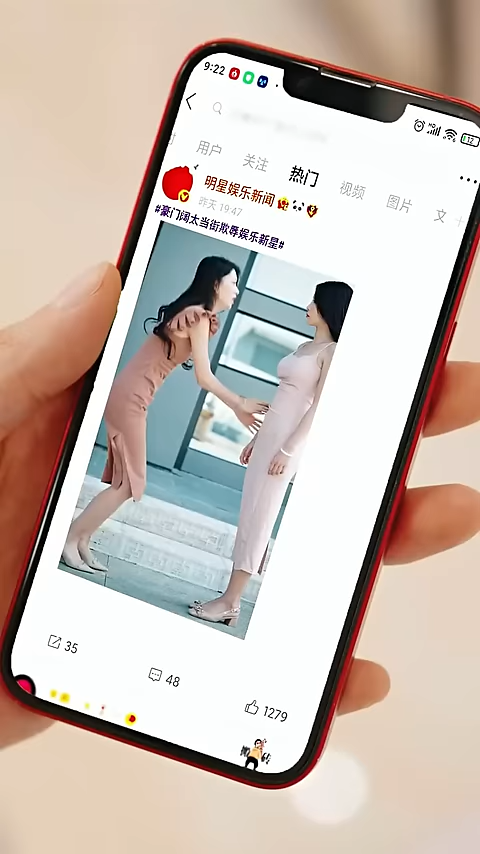 9:22
HD
12
用户 关注 热门 视频 图片 文
明星娱乐新闻
昨天 19:47
#豪门阔太当街欺辱娱乐新星#
35
48
1279